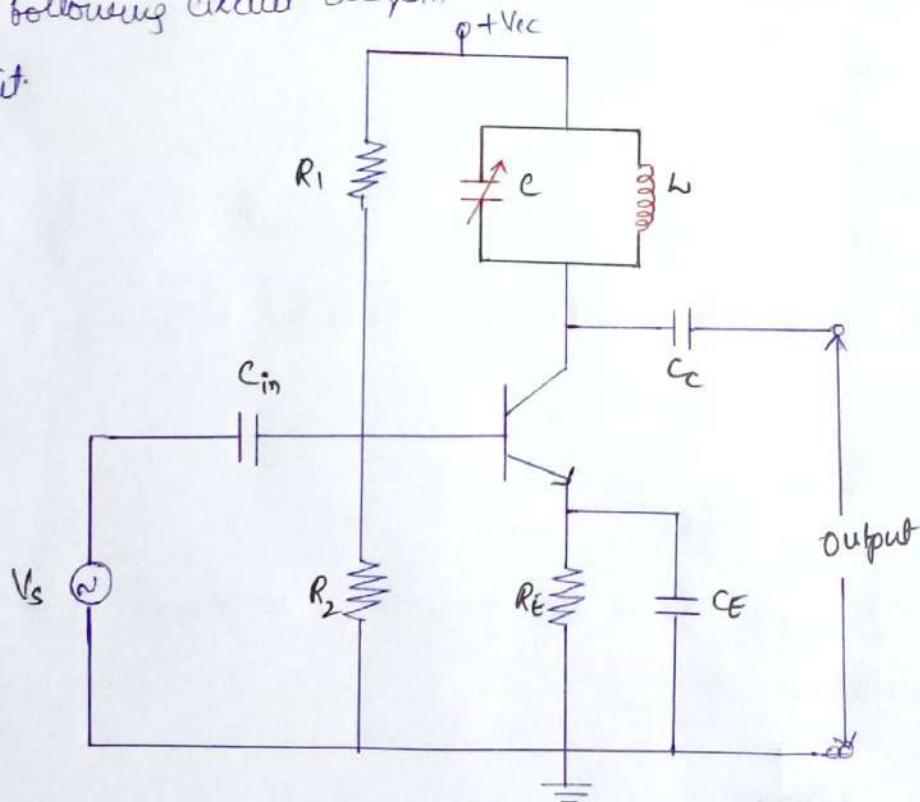 following circuit
it.
+Vcc
R1
C
L
Cin
CC
Vs
R2
RE
CE
output